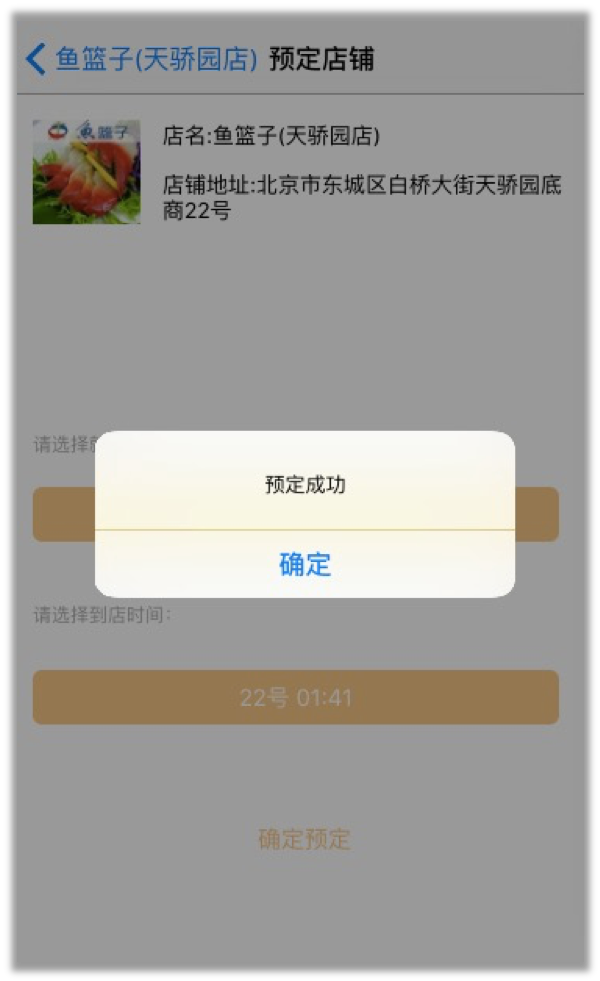 鱼篮子(天骄园店) 预定店铺
鱼篮子
店名:鱼篮子(天骄园店)
店铺地址:北京市东城区白桥大街天骄园底
商22号
请选择
预定成功
确定
请选择到店时间:
22号 01:41
确定预定